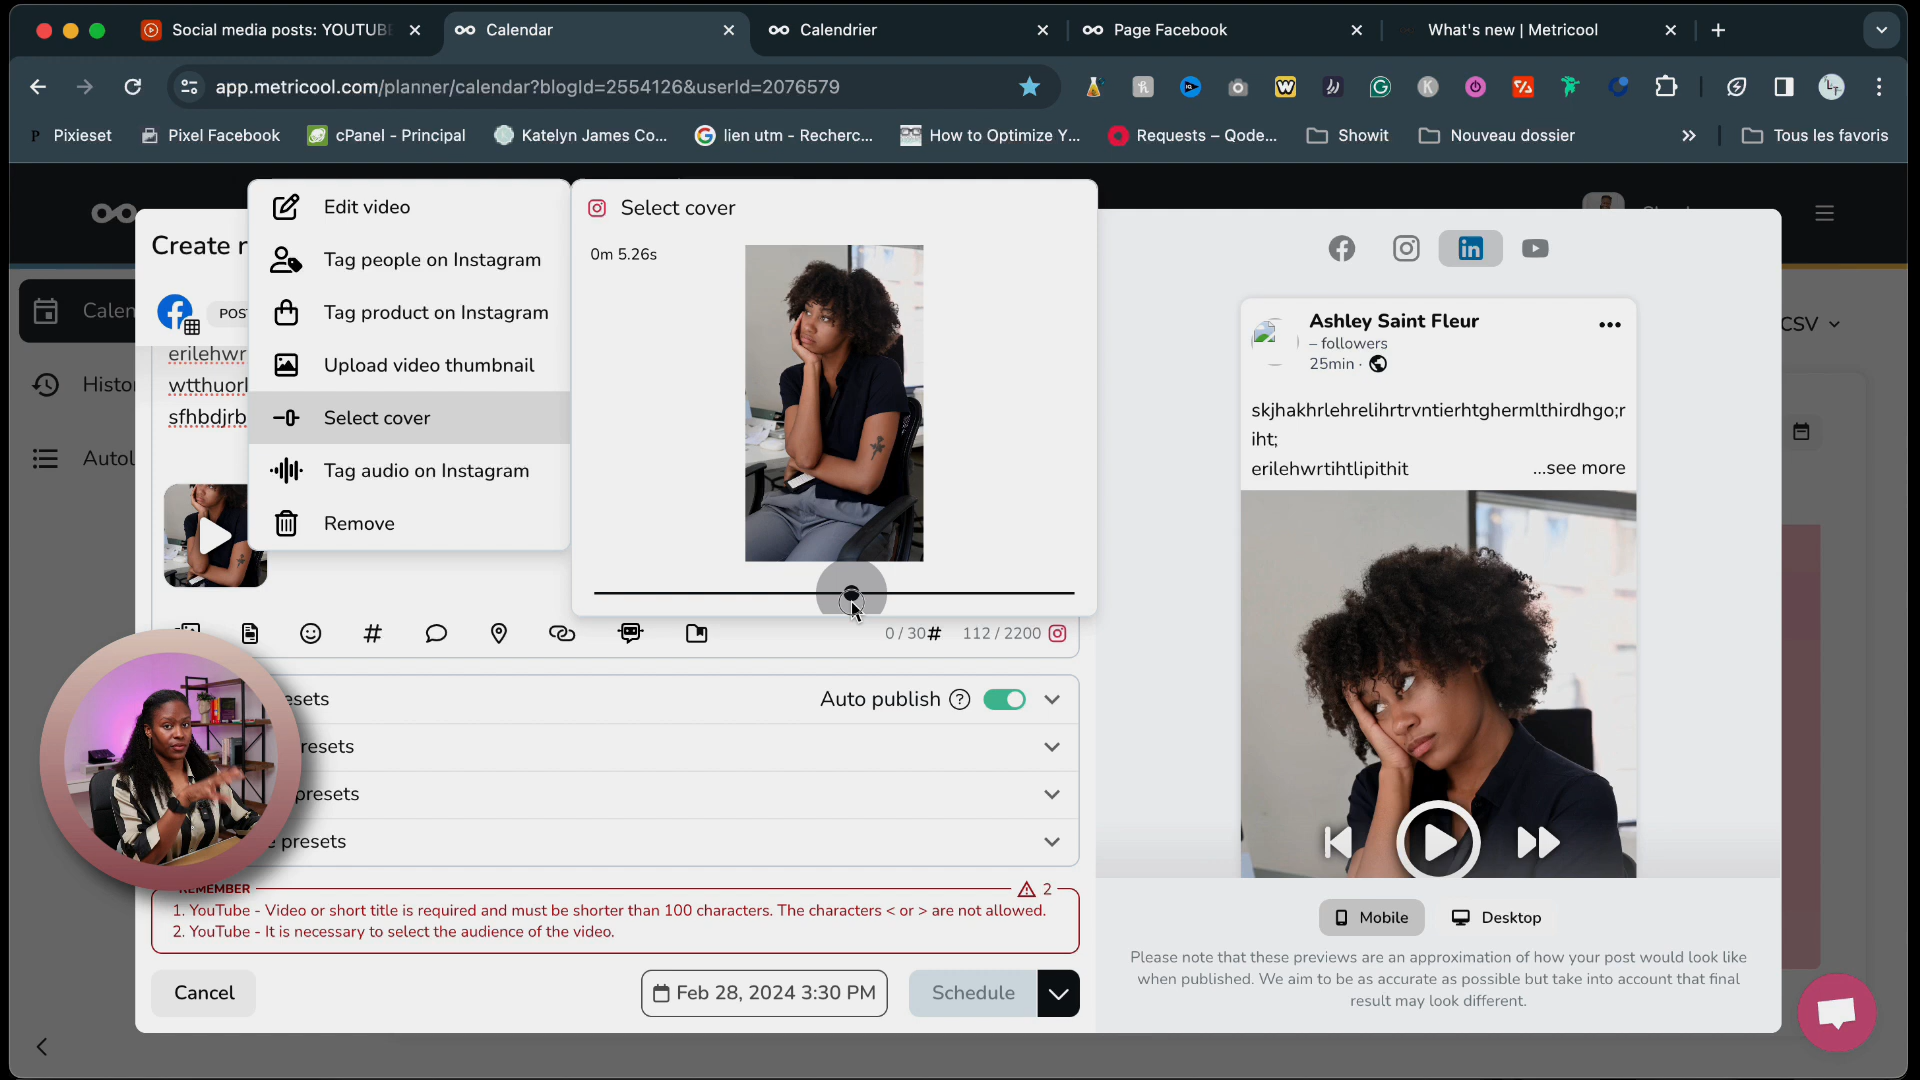 Social media posts: YOUTUBE
Calendar
Calendrier
Page Facebook
What's new | Metricool
app.metricool.com/planner/calendar?blogId=2554126&userId=2076579
Pixieset
Pixel Facebook
cPanel - Principal
Katelyn James Co...
lien utm - Recherc...
How to Optimize Y...
Requests – Qode...
Showit
Nouveau dossier
Tous les favoris
Create
Edit video
Tag people on Instagram
Tag product on Instagram
Upload video thumbnail
Select cover
Tag audio on Instagram
Remove
Select cover
0m 5.26s
Calen
Histo
Autol
POS
erilehwr
wtthuorl
sfhbdjrb
CSV
Ashley Saint Fleur
– followers
25min ·
skjhakhrlehrelihrtrvntierhtghermlthirdhgo;r
iht;
erilehwrtihtlipithit ...see more
0 / 30# 112 / 2200
esets
Auto publish ?
resets
presets
e presets
REMEMBER
2
1. YouTube - Video or short title is required and must be shorter than 100 characters. The characters < or > are not allowed.
2. YouTube - It is necessary to select the audience of the video.
Cancel
Feb 28, 2024 3:30 PM
Schedule
Mobile
Desktop
Please note that these previews are an approximation of how your post would look like
when published. We aim to be as accurate as possible but take into account that final
result may look different.